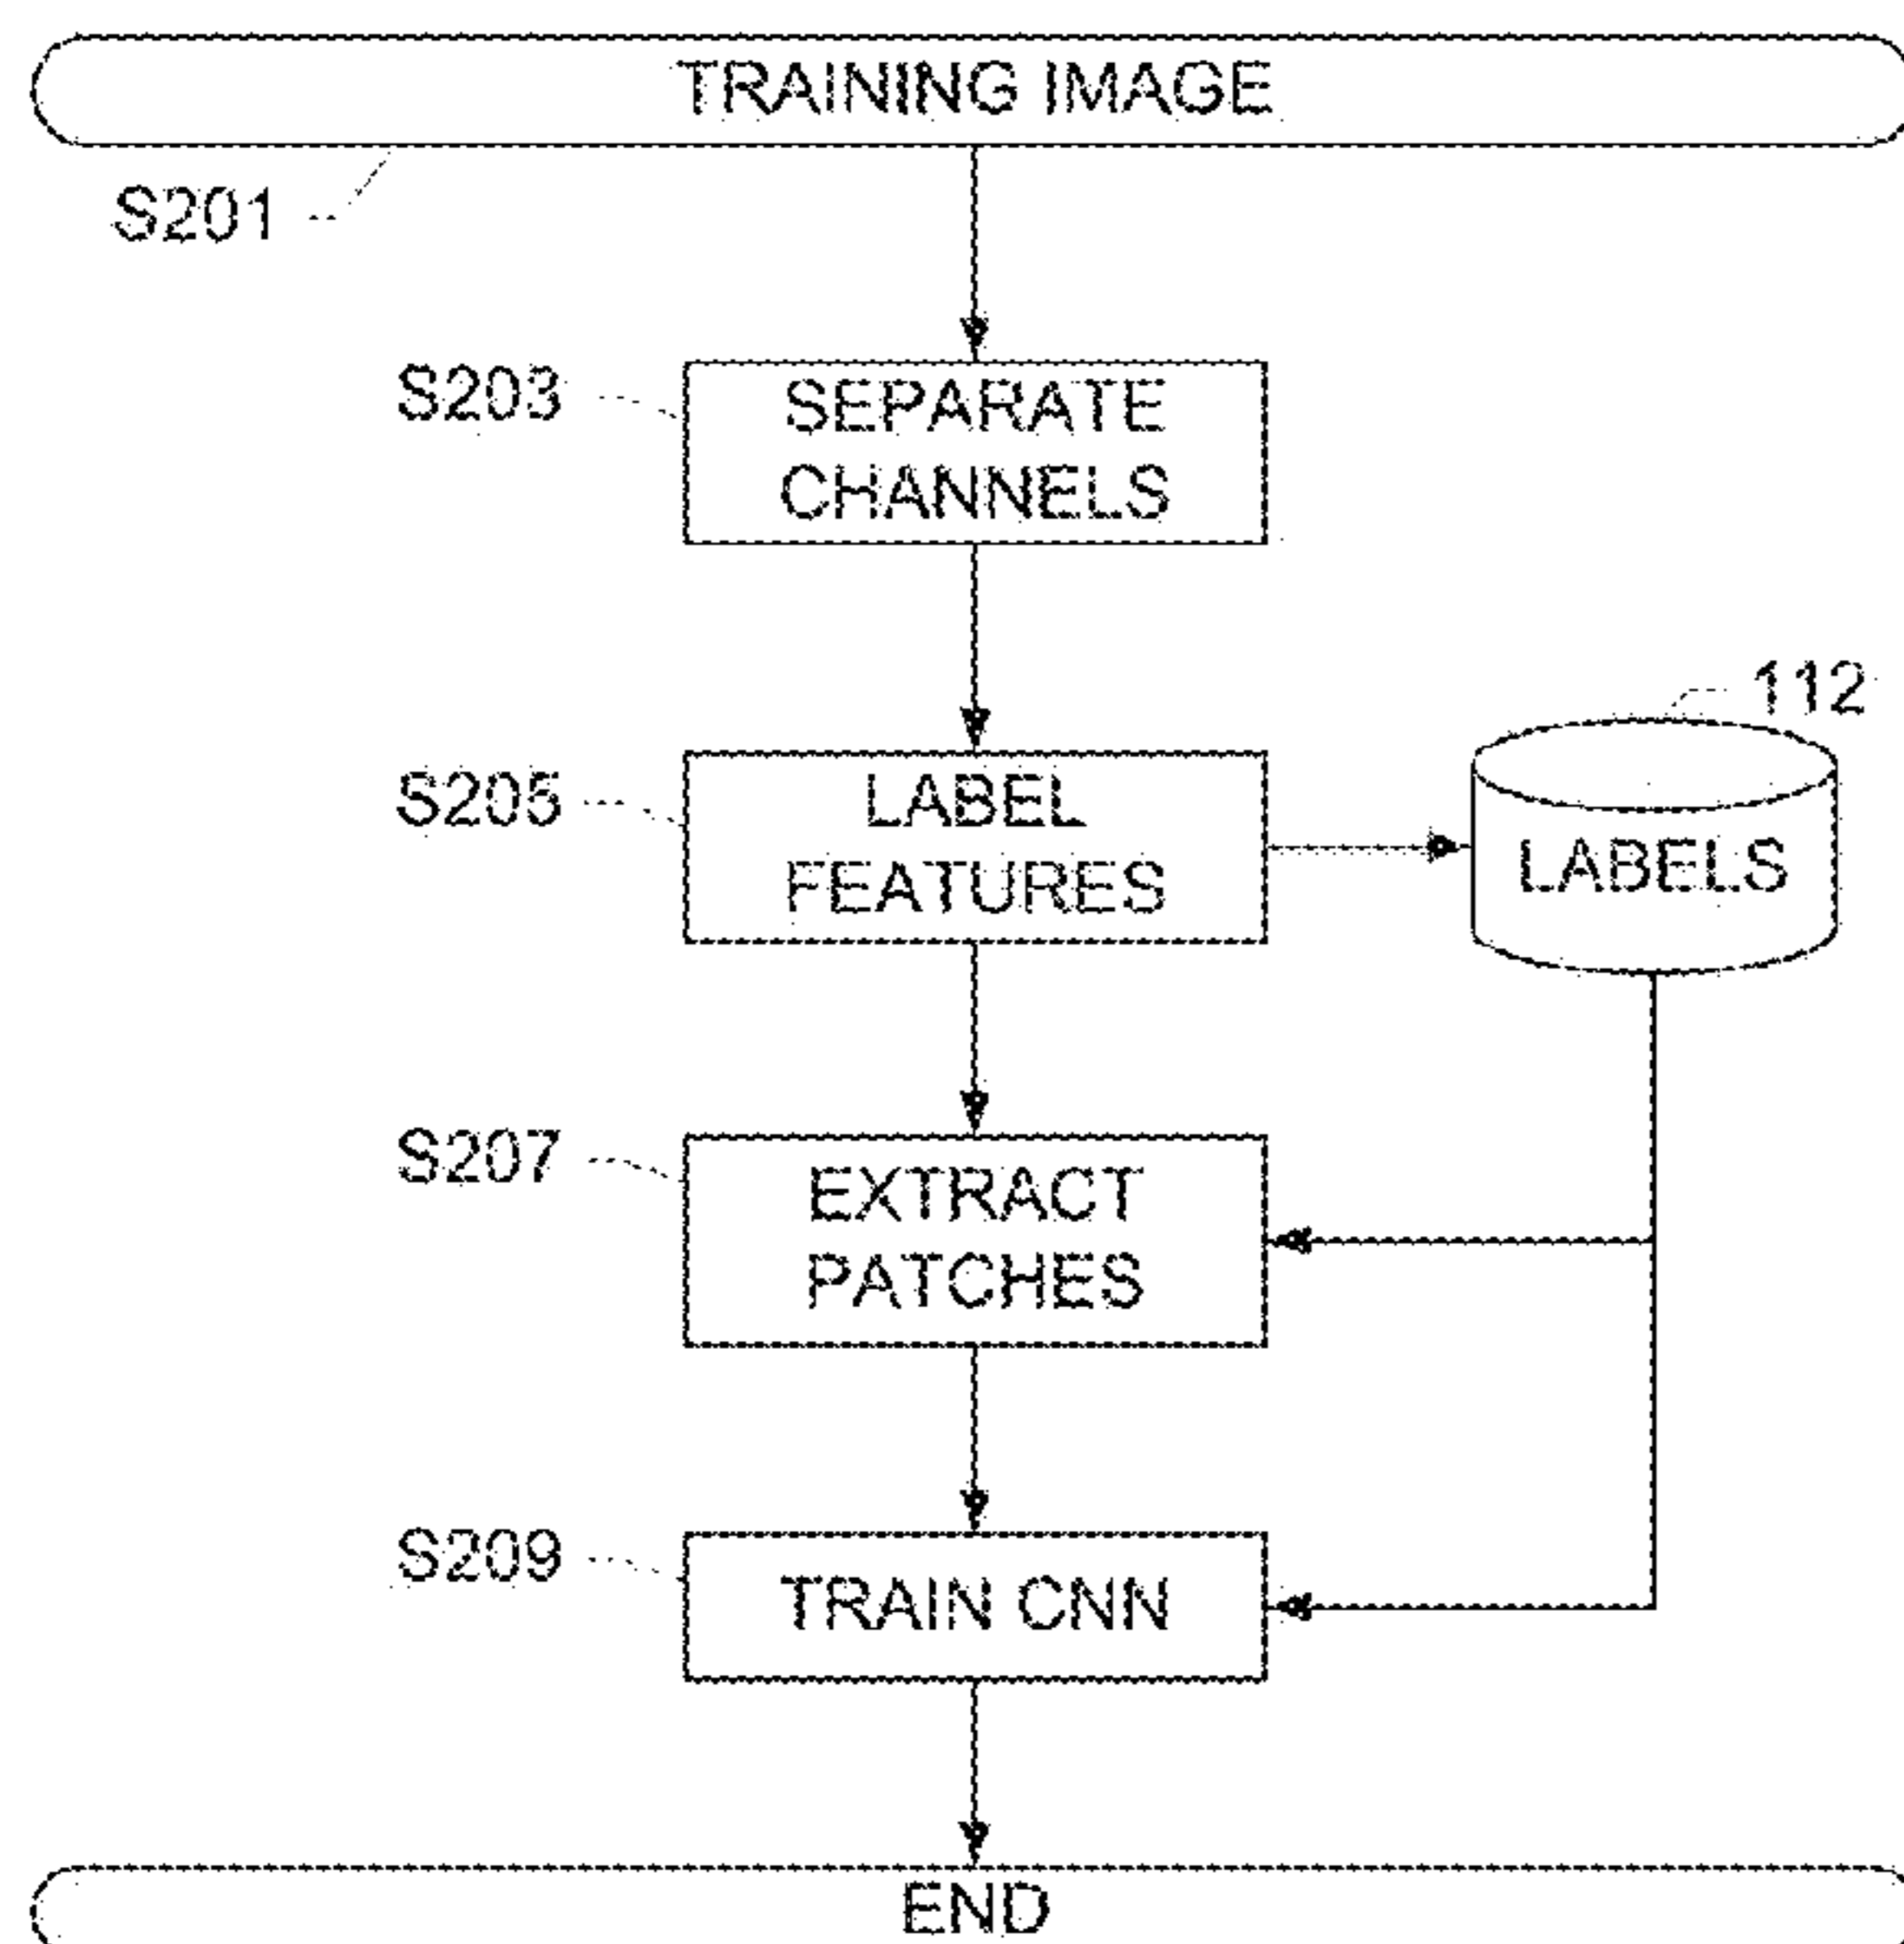 TRAINING IMAGE
S201
S203
SEPARATE
CHANNELS
112
S205
LABEL
FEATURES
LABELS
S207
EXTRACT
PATCHES
S209
TRAIN CNN
END